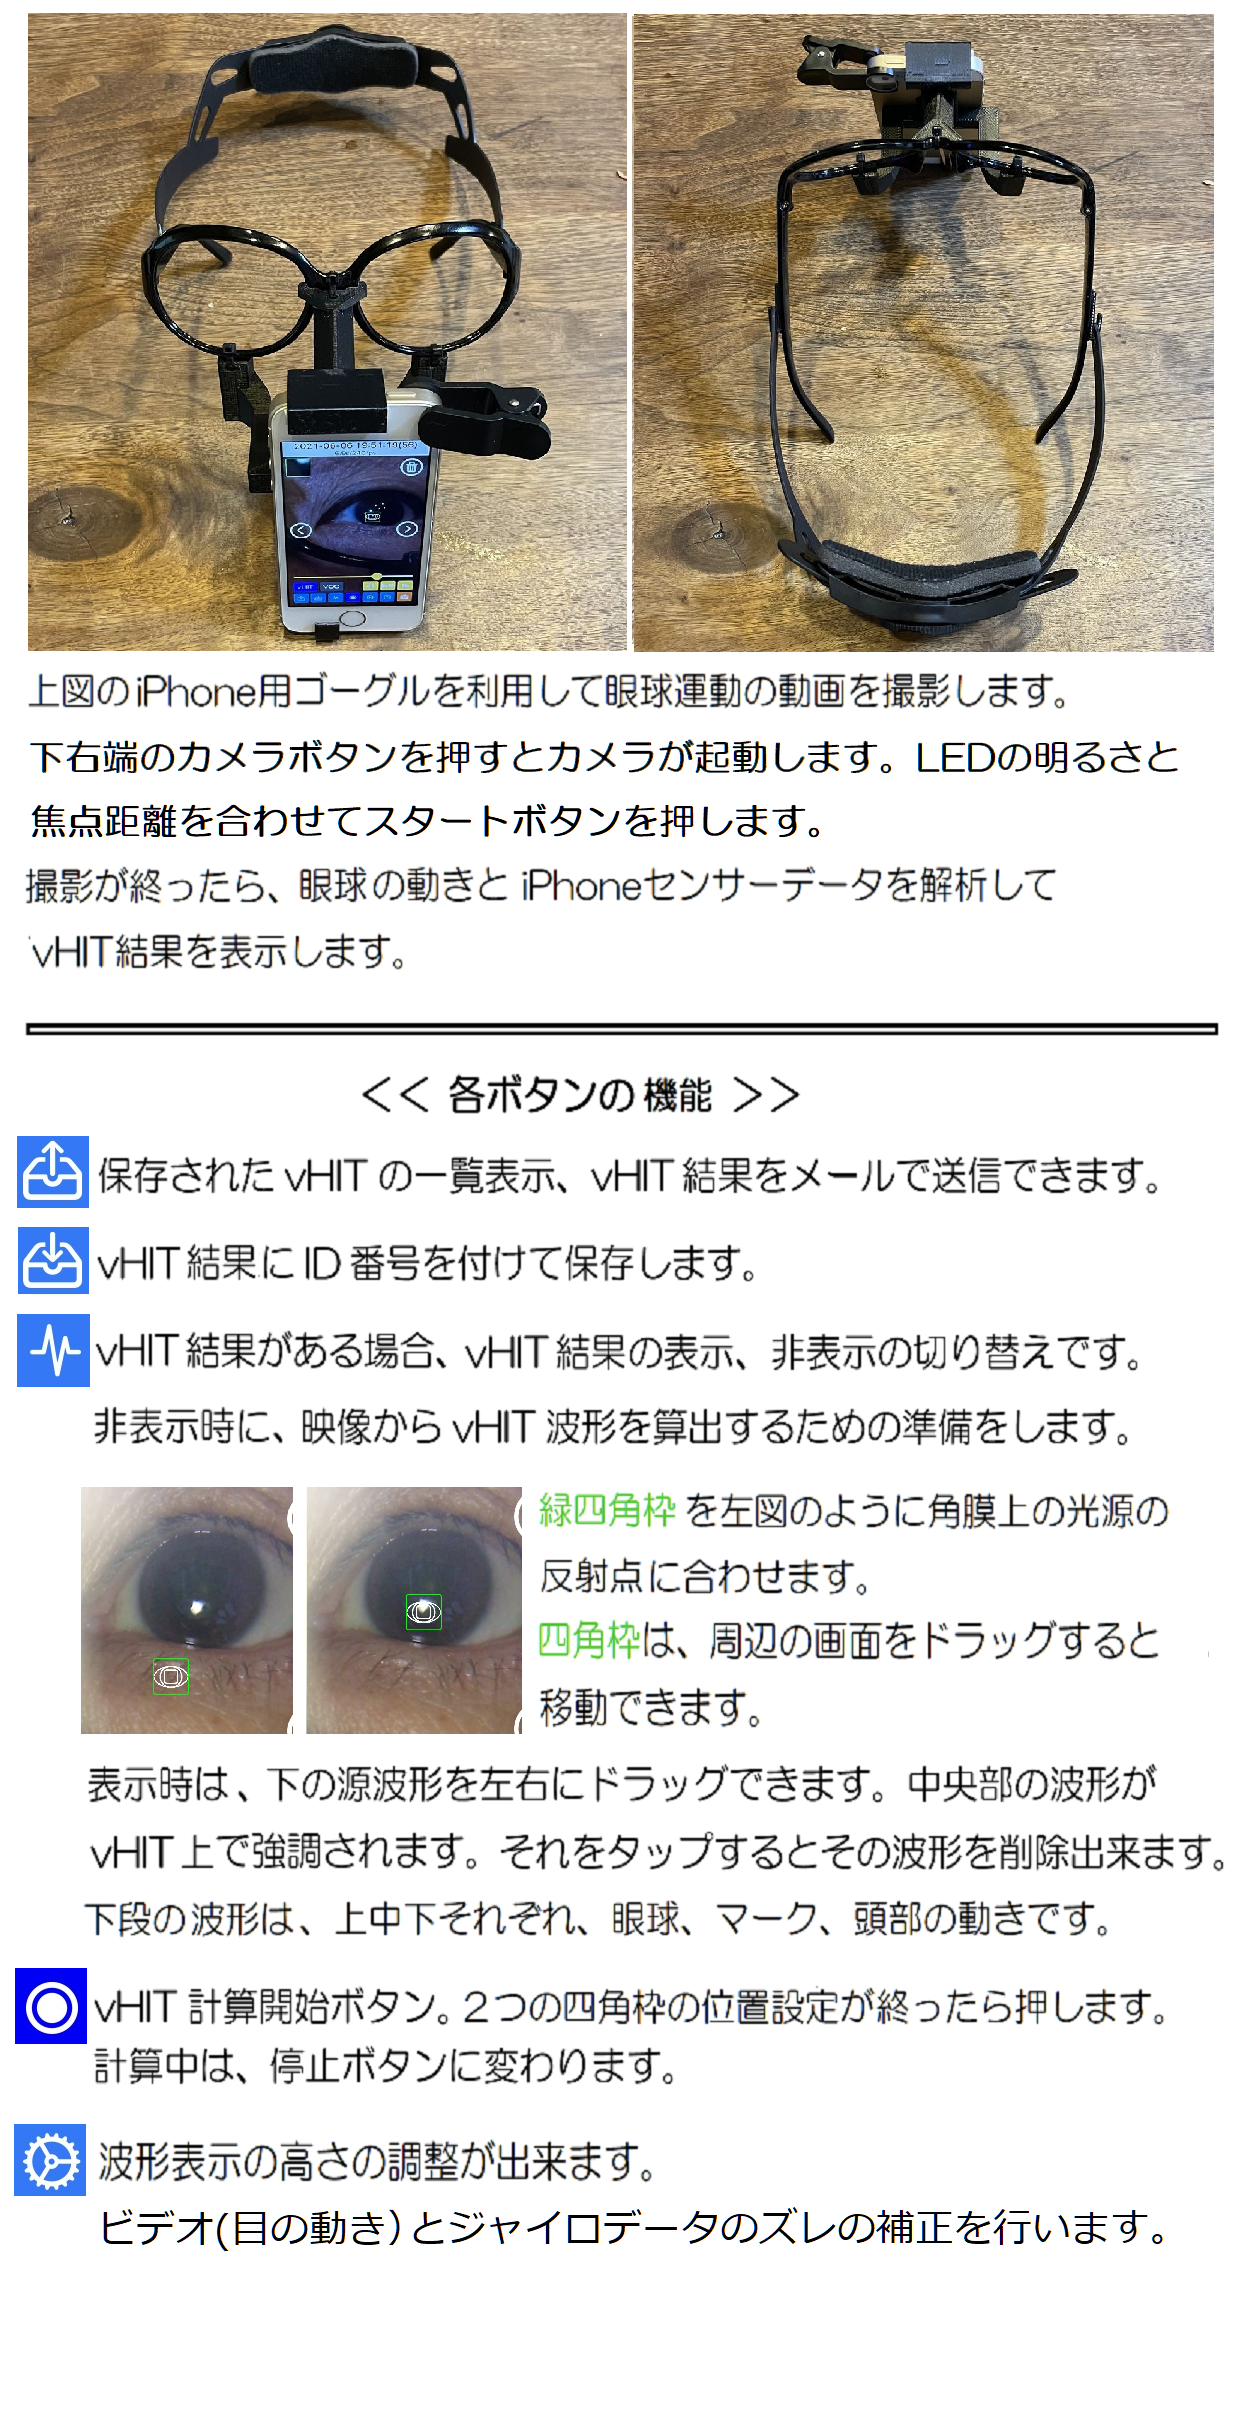 2021-06-06 19:51:19(56)
vHIT VOG
上図のiPhone用ゴーグルを利用して眼球運動の動画を撮影します。
下右端のカメラボタンを押すとカメラが起動します。LEDの明るさと
焦点距離を合わせてスタートボタンを押します。
撮影が終ったら、眼球の動きと iPhoneセンサーデータを解析して
vHIT結果を表示します。
<< 各ボタンの機能 >>
保存された vHIT の一覧表示、vHIT 結果をメールで送信できます。
vHIT 結果に ID 番号を付けて保存します。
vHIT 結果がある場合、vHIT 結果の表示、非表示の切り替えです。
非表示時に、映像から vHIT 波形を算出するための準備をします。
緑四角枠 を左図のように角膜上の光源の
反射点に合わせます。
四角枠は、周辺の画面をドラッグすると
移動できます。
表示時は、下の源波形を左右にドラッグできます。中央部の波形が
vHIT 上で強調されます。それをタップするとその波形を削除出来ます。
下段の波形は、上中下それぞれ、眼球、マーク、頭部の動きです。
vHIT 計算開始ボタン。2つの四角枠の位置設定が終ったら押します。
計算中は、停止ボタンに変わります。
波形表示の高さの調整が出来ます。
ビデオ(目の動き)とジャイロデータのズレの補正を行います。